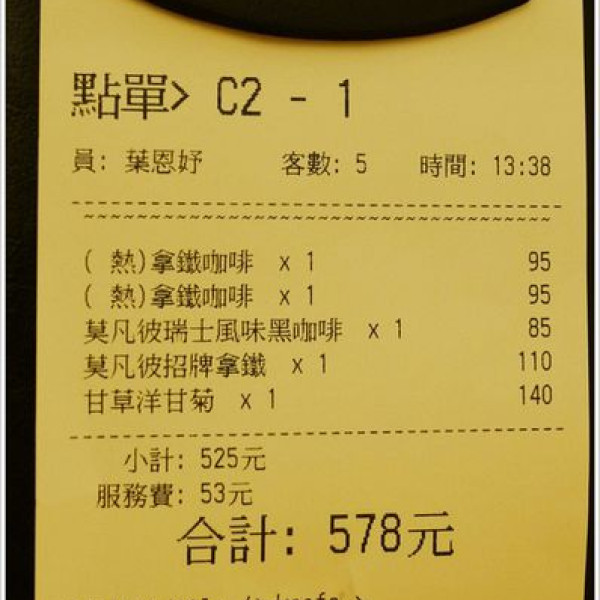 點單> C2 - 1
員: 葉恩妤 客數: 5 時間: 13:38
( 熱)拿鐵咖啡 x 1 95
( 熱)拿鐵咖啡 x 1 95
莫凡彼瑞士風味黑咖啡 x 1 85
莫凡彼招牌拿鐵 x 1 110
甘草洋甘菊 x 1 140
小計: 525元
服務費: 53元
合計: 578元